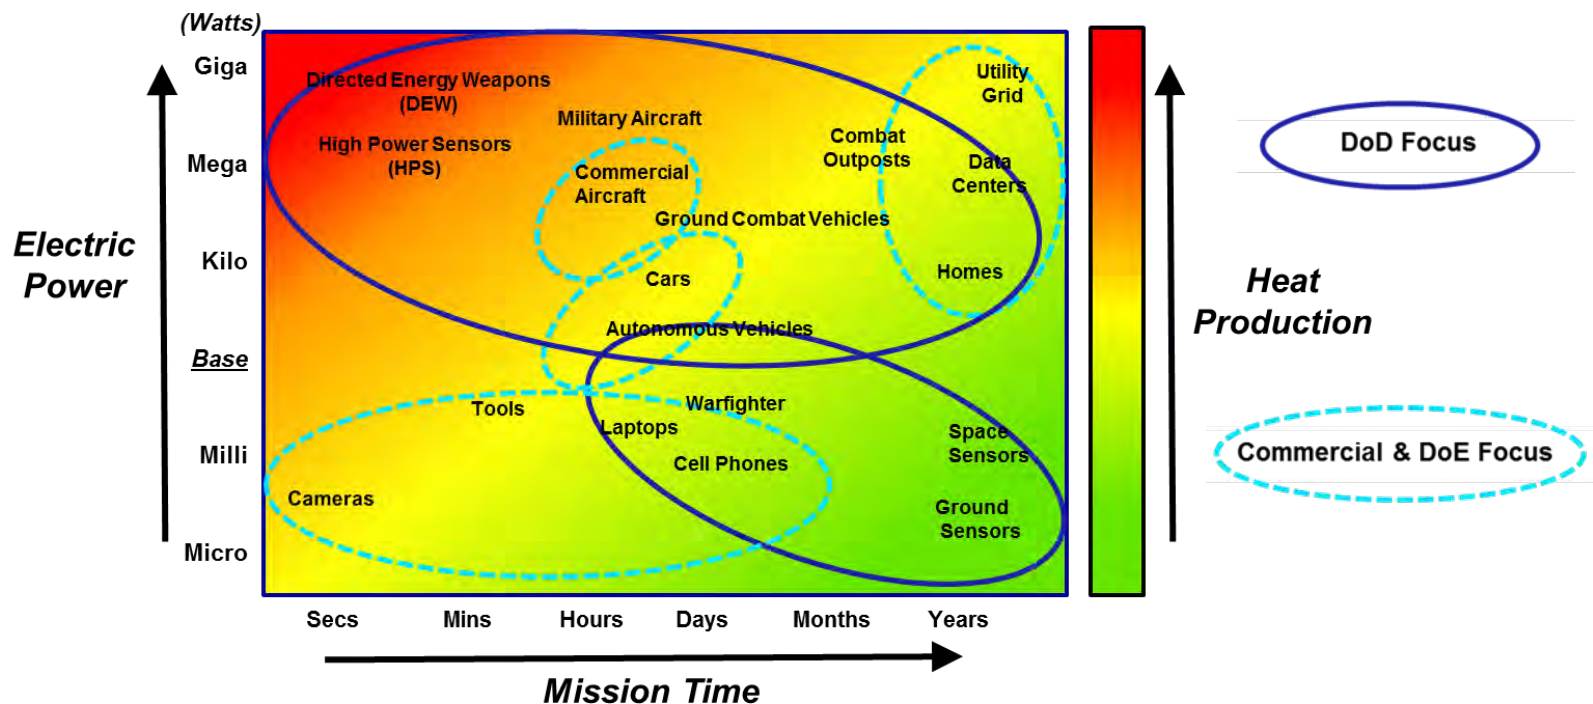 (Watts)
Giga
Mega
Kilo
Base
Milli
Micro
Electric
Power
Directed Energy Weapons
(DEW)
High Power Sensors
(HPS)
Military Aircraft
Commercial
Aircraft
Ground Combat Vehicles
Combat
Outposts
Utility
Grid
Data
Centers
Homes
Cars
Autonomous Vehicles
Tools
Warfighter
Laptops
Cell Phones
Cameras
Space
Sensors
Ground
Sensors
Secs
Mins
Hours
Days
Months
Years
Mission Time
Heat
Production
DoD Focus
Commercial & DoE Focus